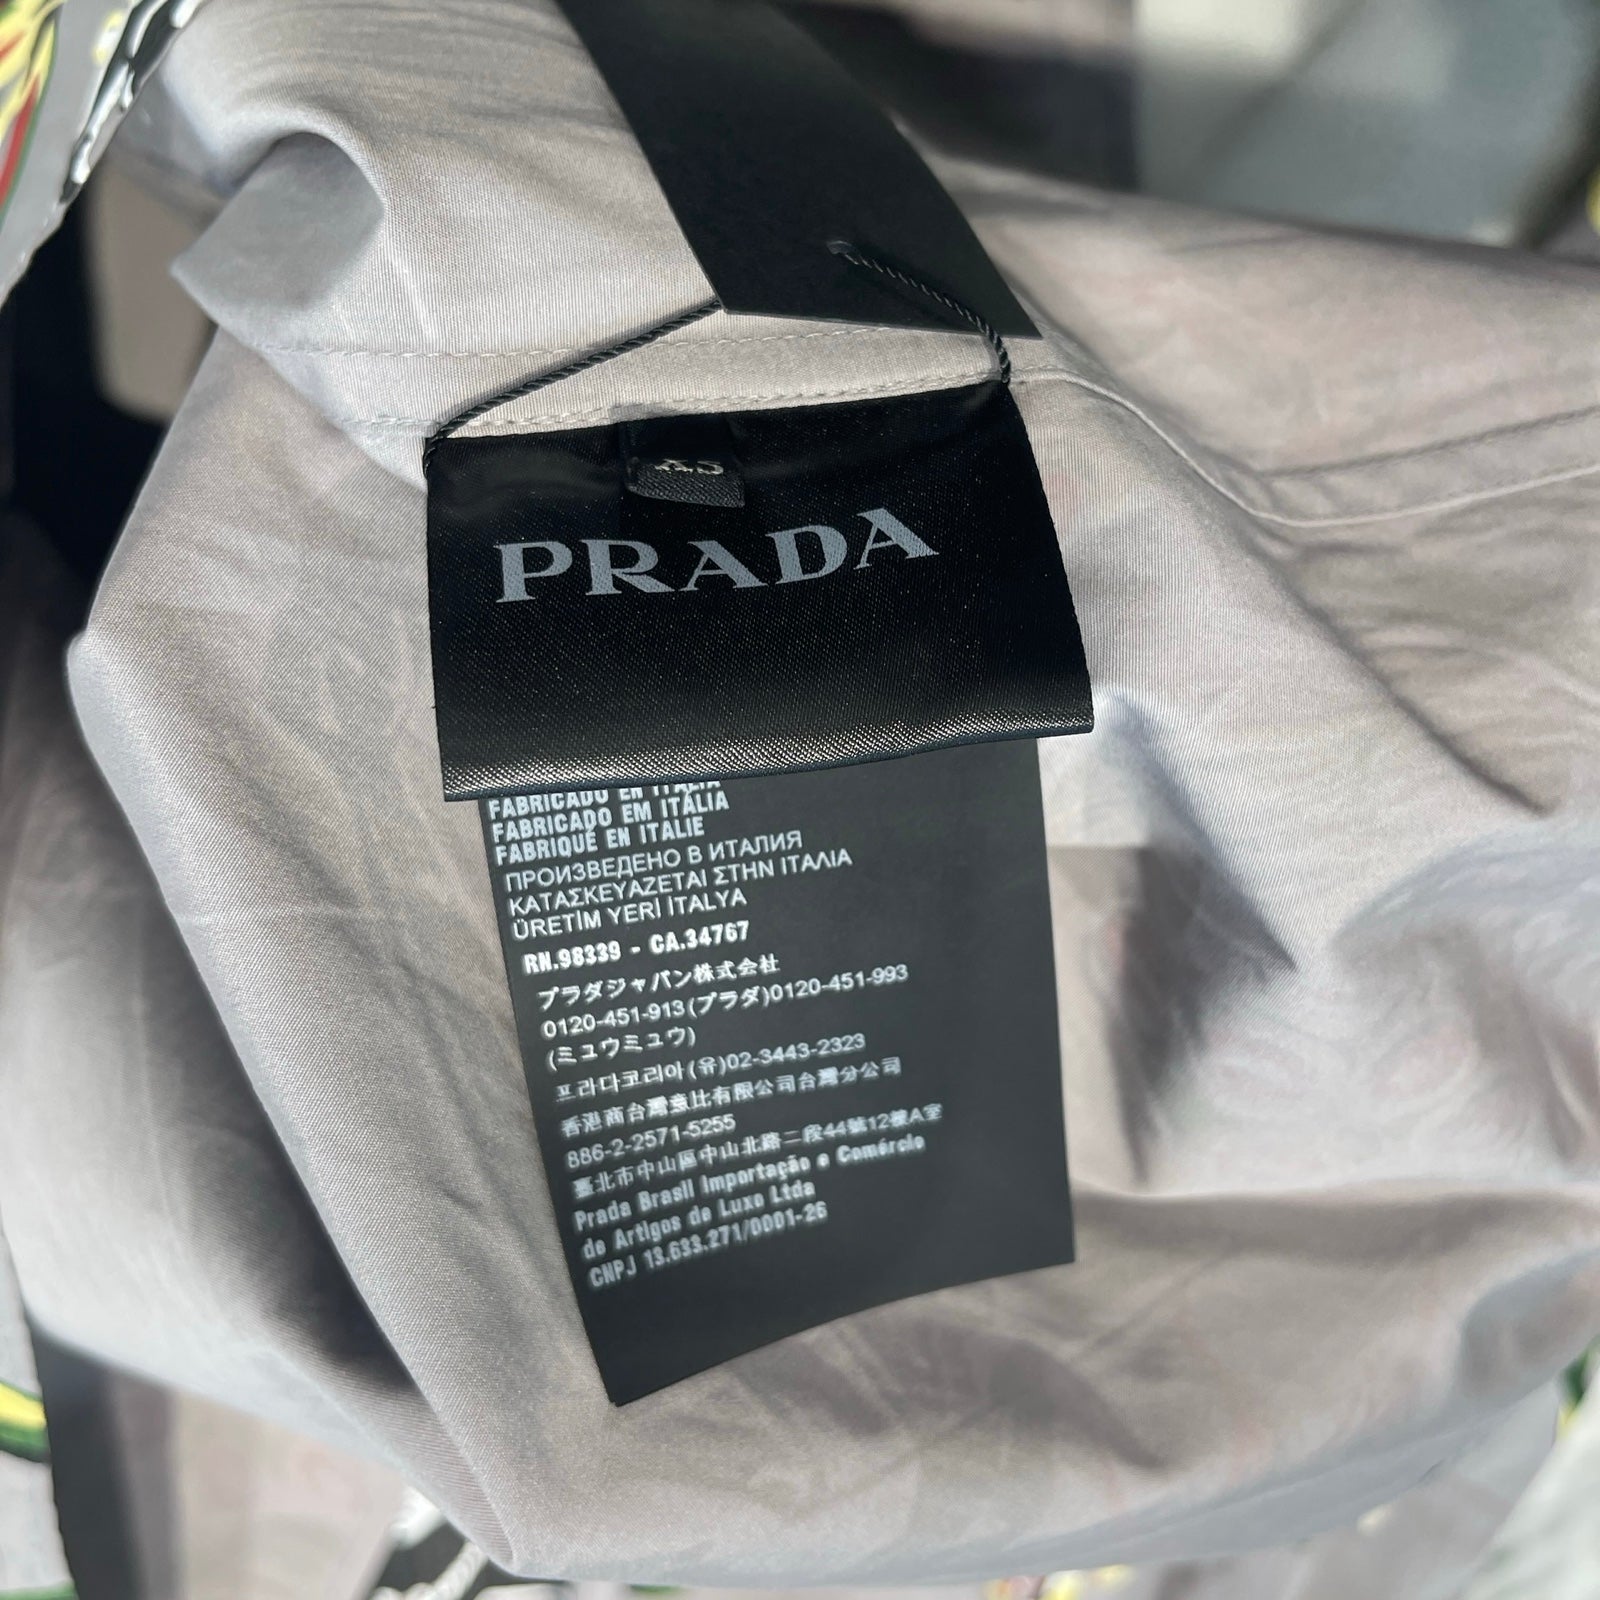 XS
PRADA
FABRICADO EN ITALIA
FABRICADO EM ITÁLIA
FABRIQUÉ EN ITALIE
ПРОИЗВЕДЕНО В ИТАЛИЯ
ΚΑΤΑΣΚΕΥΑΖΕΤΑΙ ΣΤΗΝ ΙΤΑΛΙΑ
ÜRETİM YERİ İTALYA
RN.98339 - CA.34767
プラダジャパン株式会社
0120-451-913(プラダ)0120-451-993
(ミュウミュウ)
프라다코리아(유)02-3443-2323
香港商台灣意比有限公司台灣分公司
886-2-2571-5255
臺北市中山區中山北路二段44號12樓A室
Prada Brasil Importação e Comércio
de Artigos de Luxo Ltda
CNPJ 13.633.271/0001-26